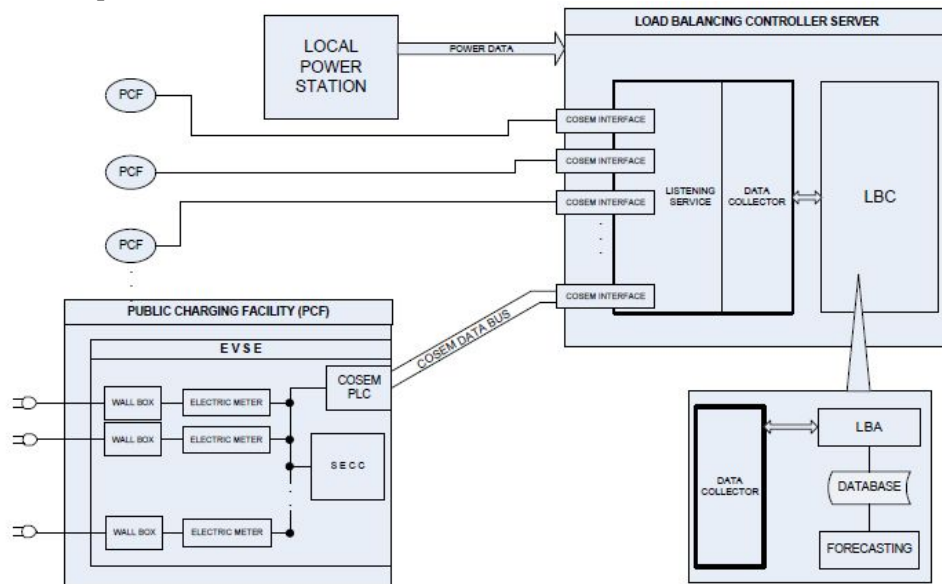 LOAD BALANCING CONTROLLER SERVER
LOCAL
POWER
STATION
POWER DATA
PCF
COSEM INTERFACE
PCF
COSEM INTERFACE
PCF
COSEM INTERFACE
COSEM INTERFACE
LISTENING
SERVICE
DATA
COLLECTOR
LBC
PUBLIC CHARGING FACILITY (PCF)
EVSE
COSEM DATA BUS
COSEM
PLC
WALL BOX
ELECTRIC METER
WALL BOX
ELECTRIC METER
SECC
WALL BOX
ELECTRIC METER
DATA
COLLECTOR
LBA
DATABASE
FORECASTING